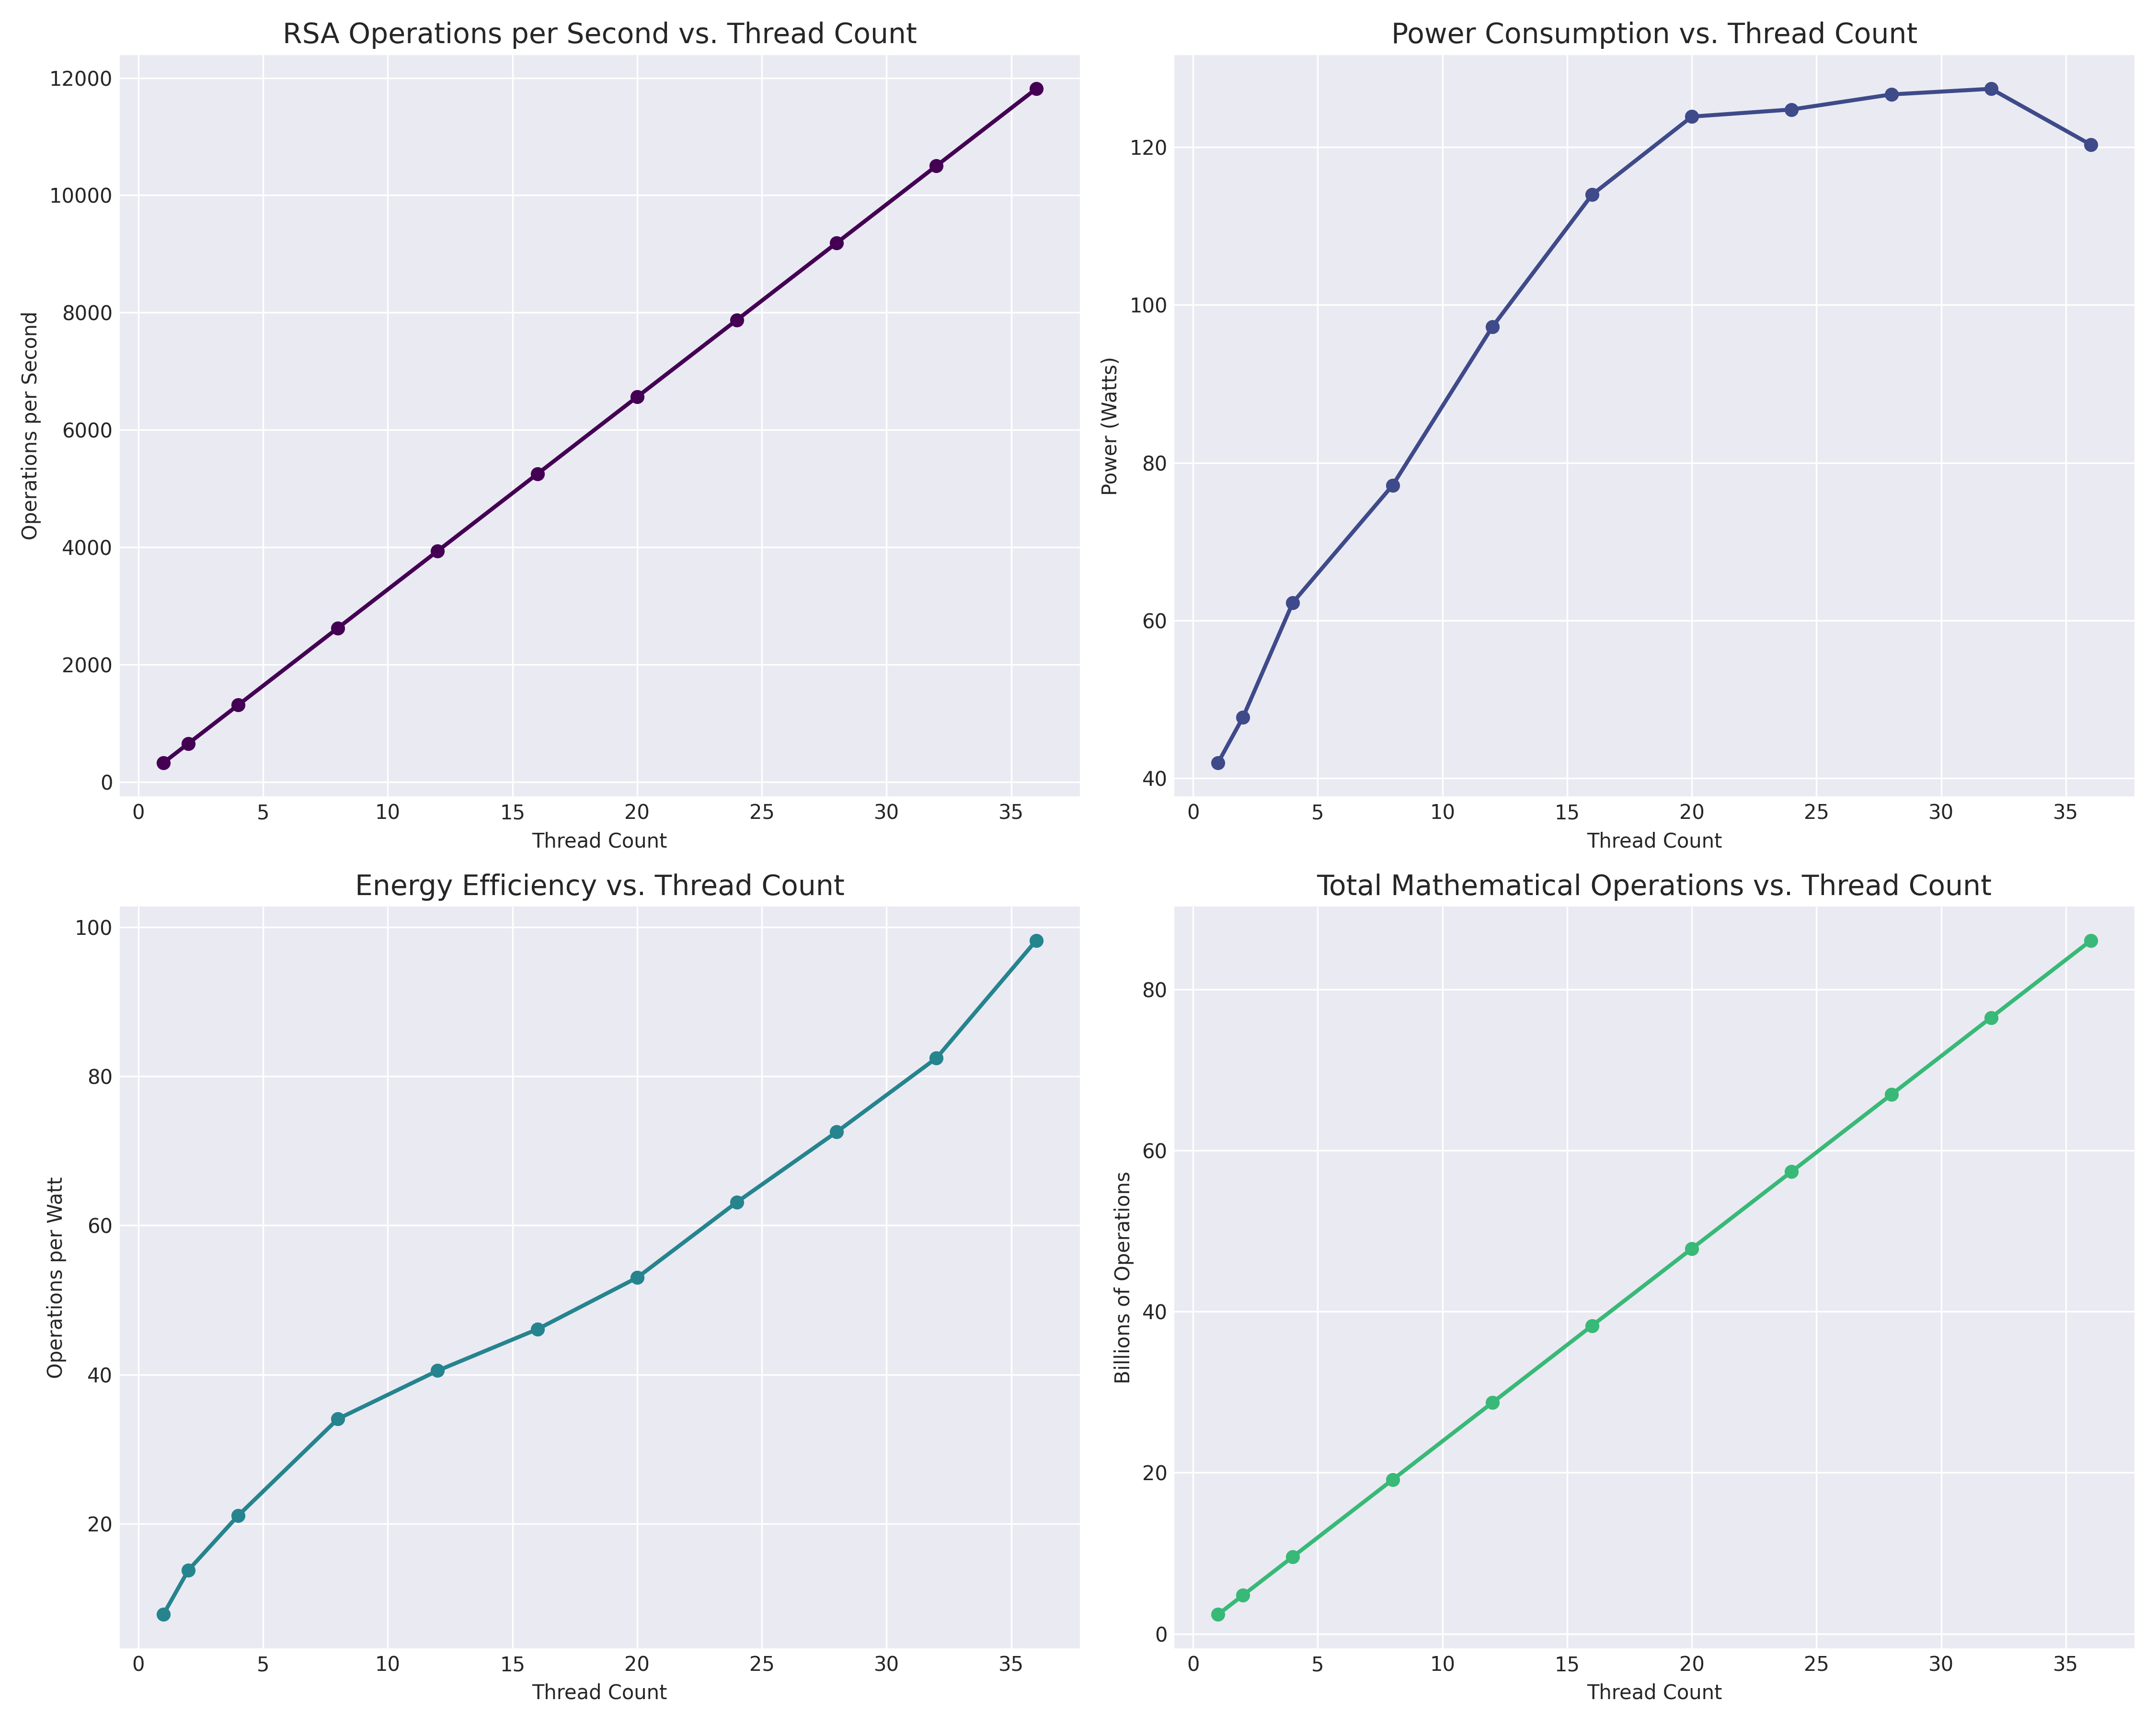 RSA Operations per Second vs. Thread Count
12000
10000
8000
6000
4000
2000
0
Operations per Second
0 5 10 15 20 25 30 35
Thread Count
Power Consumption vs. Thread Count
120
100
80
60
40
Power (Watts)
0 5 10 15 20 25 30 35
Thread Count
Energy Efficiency vs. Thread Count
100
80
60
40
20
Operations per Watt
0 5 10 15 20 25 30 35
Thread Count
Total Mathematical Operations vs. Thread Count
80
60
40
20
0
Billions of Operations
0 5 10 15 20 25 30 35
Thread Count